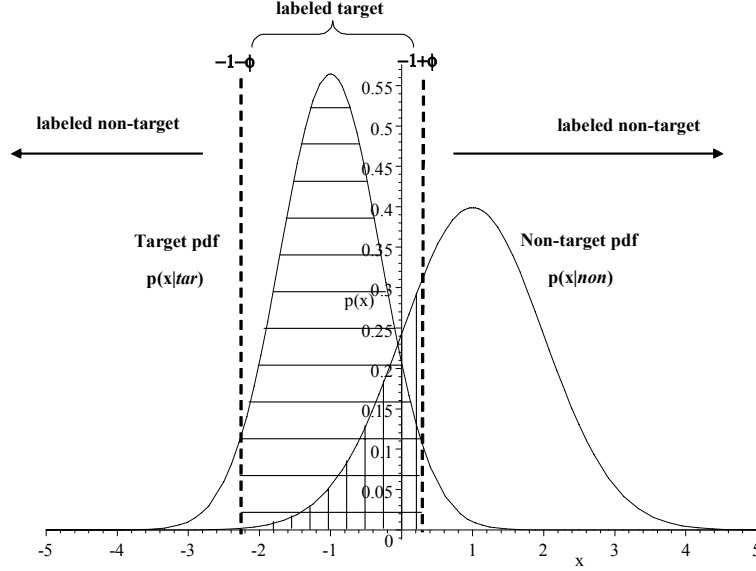 labeled target
−1−ϕ
−1+ϕ
labeled non-target
labeled non-target
Target pdf
p(x|tar)
Non-target pdf
p(x|non)
p(x)
0.55
0.5
0.45
0.4
0.35
0.3
0.25
0.2
0.15
0.1
0.05
0
-5
-4
-3
-2
-1
1
2
3
4
5
x